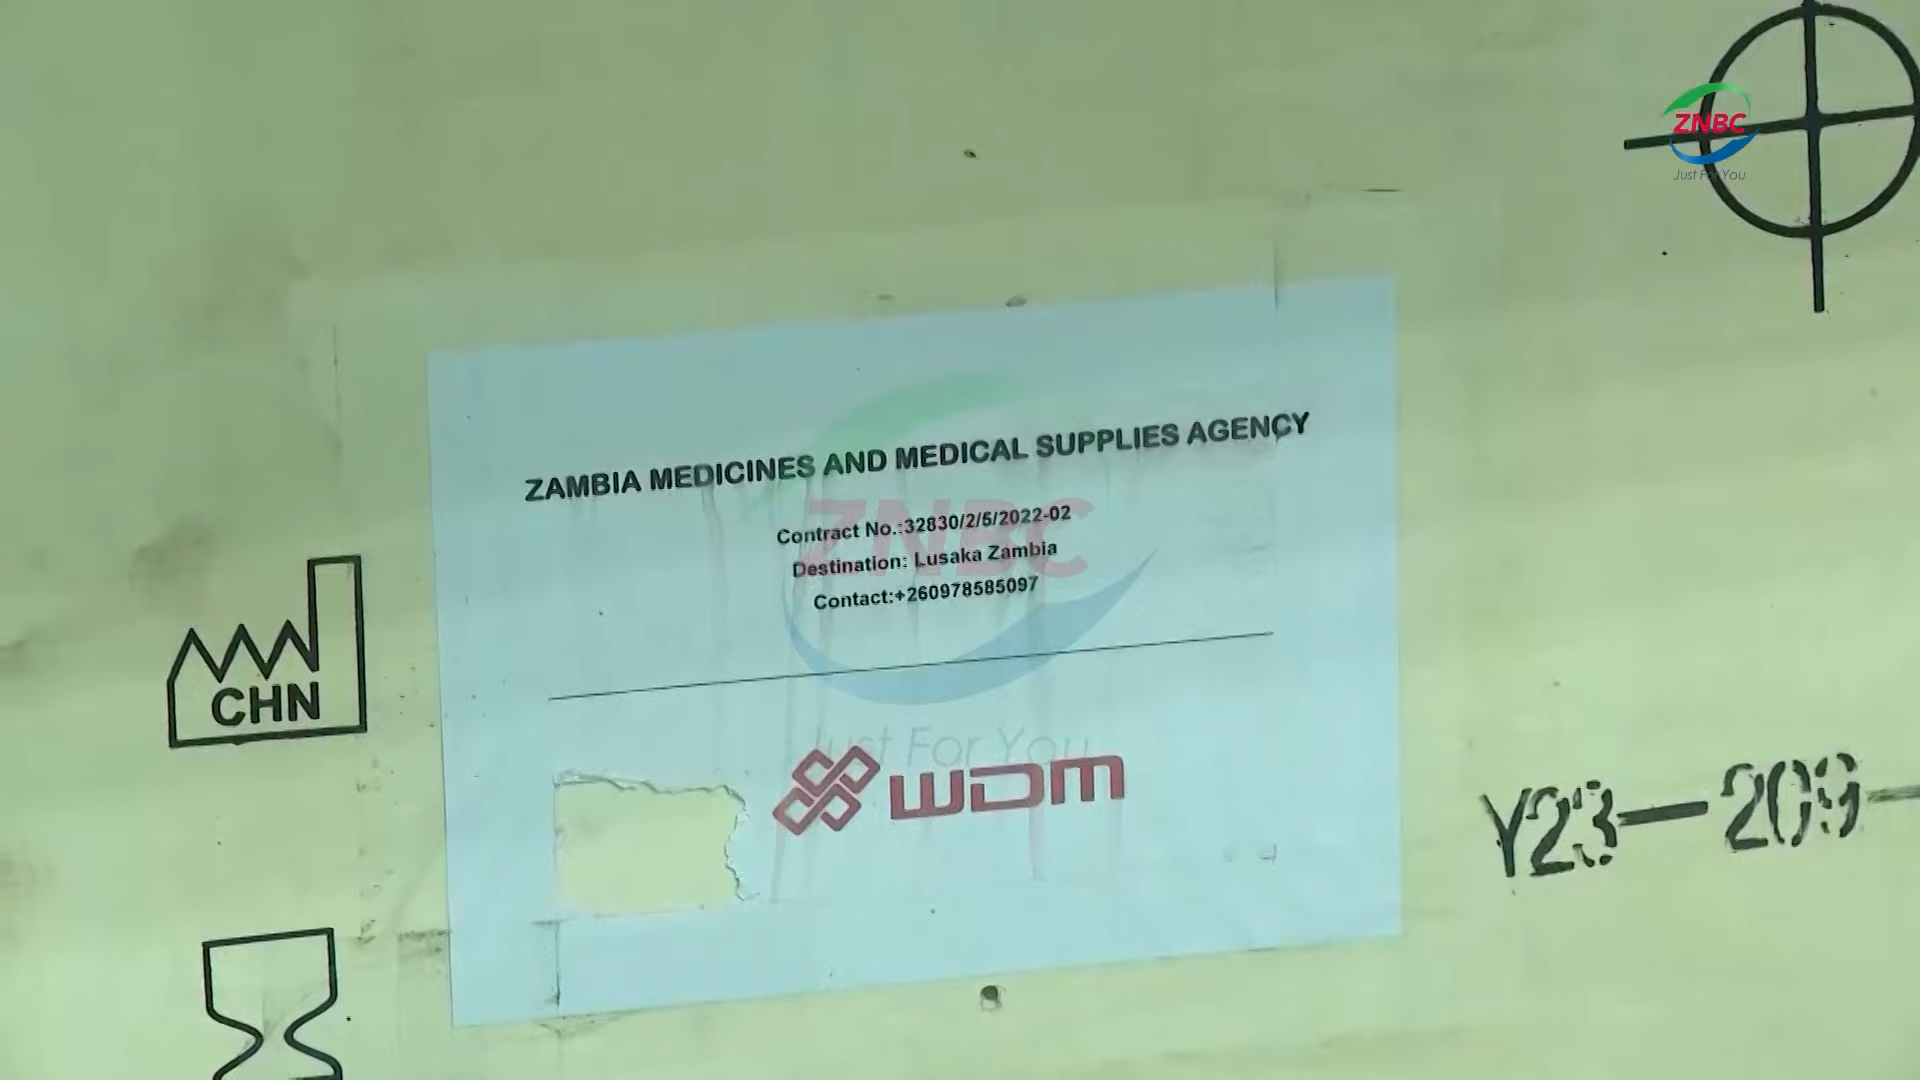 ZNBC
Just For You
ZAMBIA MEDICINES AND MEDICAL SUPPLIES AGENCY
Contract No.:32830/2/5/2022-02
Destination: Lusaka Zambia
Contact:+260978585097
ZNBC
Just For You
WDM
CHN
Y23-209-